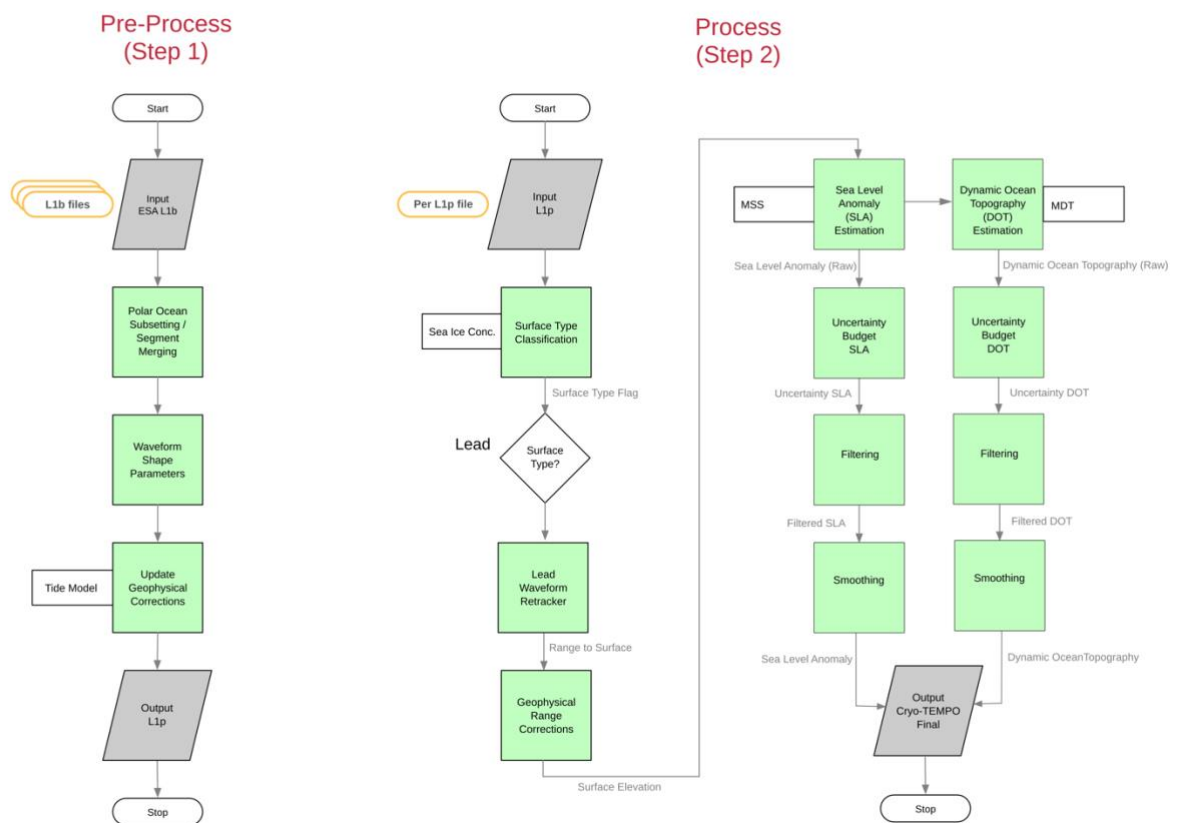 Pre-Process
(Step 1)
Start
L1b files
Input
ESA L1b
Polar Ocean
Subsetting /
Segment
Merging
Waveform
Shape
Parameters
Tide Model
Update
Geophysical
Corrections
Output
L1p
Stop
Process
(Step 2)
Start
Per L1p file
Input
L1p
Sea Ice Conc.
Surface Type
Classification
Surface Type Flag
Lead
Surface
Type?
Lead
Waveform
Retracker
Range to Surface
Geophysical
Range
Corrections
Surface Elevation
MSS
Sea Level
Anomaly
(SLA)
Estimation
Sea Level Anomaly (Raw)
Uncertainty
Budget
SLA
Uncertainty SLA
Filtering
Filtered SLA
Smoothing
Sea Level Anomaly
Dynamic Ocean
Topography
(DOT)
Estimation
MDT
Dynamic Ocean Topography (Raw)
Uncertainty
Budget
DOT
Uncertainty DOT
Filtering
Filtered DOT
Smoothing
Dynamic OceanTopography
Output
Cryo-TEMPO
Final
Stop